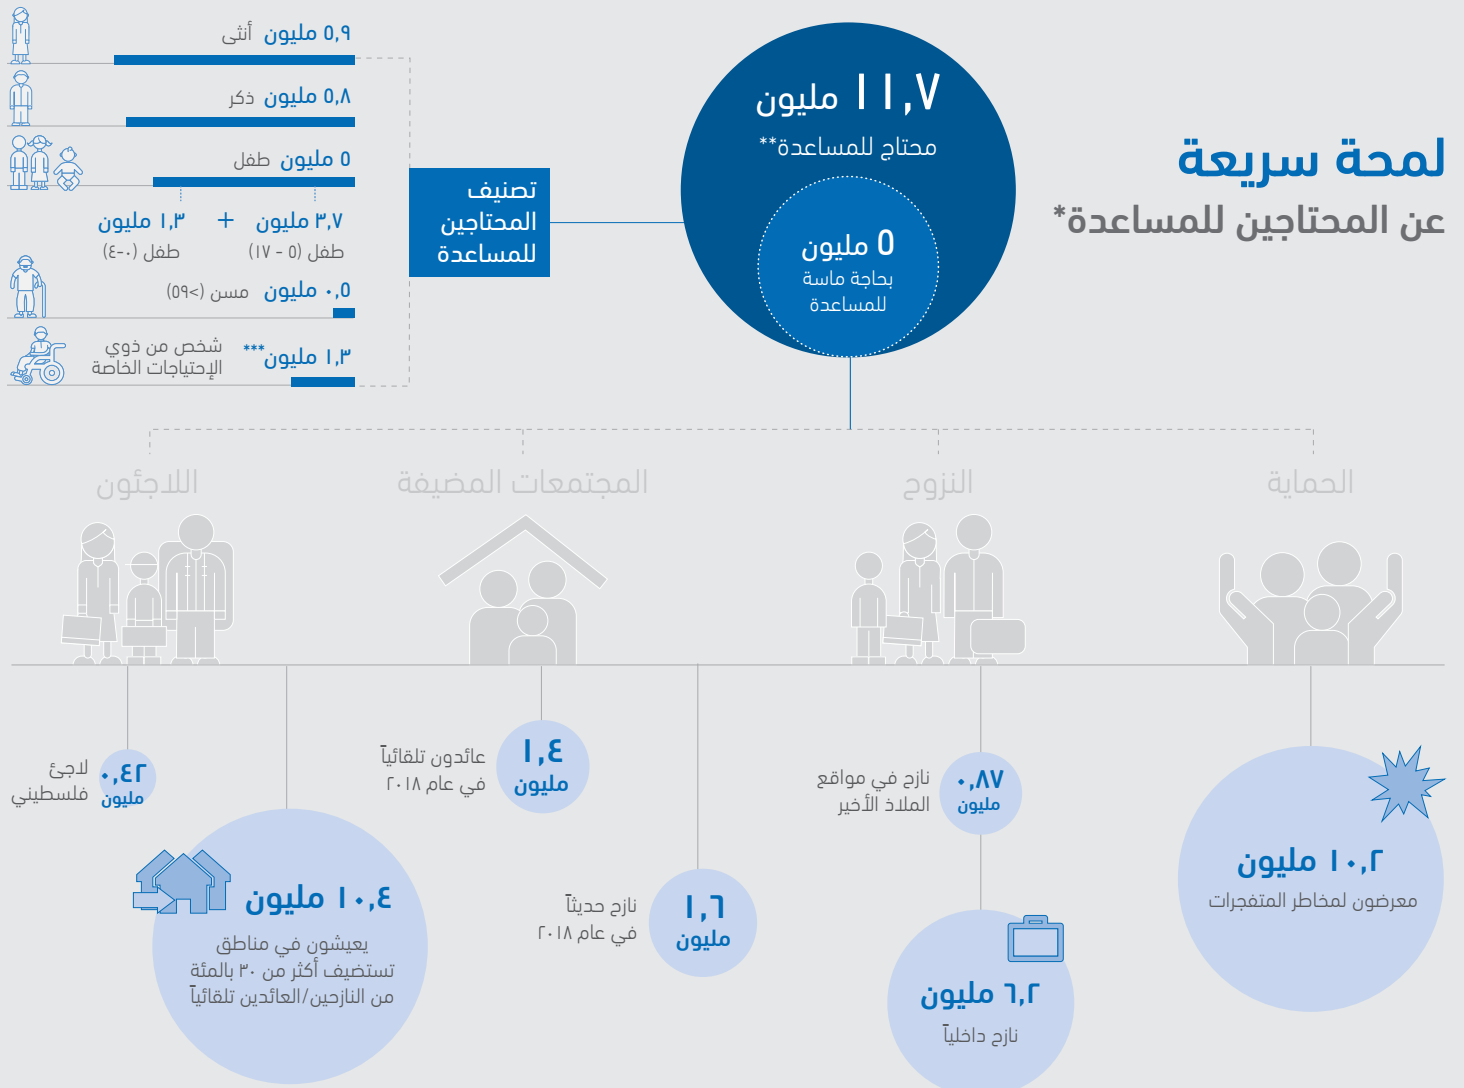 لمحة سريعة
عن المحتاجين للمساعدة*
١١,٧ مليون
محتاج للمساعدة**
٥ مليون
بحاجة ماسة
للمساعدة
تصنيف
المحتاجين
للمساعدة
٥,٩ مليون أنثى
٥,٨ مليون ذكر
٥ مليون طفل
٣,٧ مليون + ١,٣ مليون
طفل (٥ - ١٧)
طفل (٠-٤)
٠,٥ مليون مسن (>٥٩)
١,٣ مليون*** شخص من ذوي
الإحتياجات الخاصة
الحماية
النزوح
المجتمعات المضيفة
اللاجئون
١٠,٢ مليون
معرضون لمخاطر المتفجرات
٠,٨٧
مليون
نازح في مواقع
الملاذ الأخير
٦,٢ مليون
نازح داخلياً
١,٤
مليون
عائدون تلقائياً
في عام ٢٠١٨
١,٦
مليون
نازح حديثاً
في عام ٢٠١٨
٠,٤٢
مليون
لاجئ
فلسطيني
١٠,٤ مليون
يعيشون في مناطق
تستضيف أكثر من ٣٠ بالمئة
من النازحين/العائدين تلقائياً